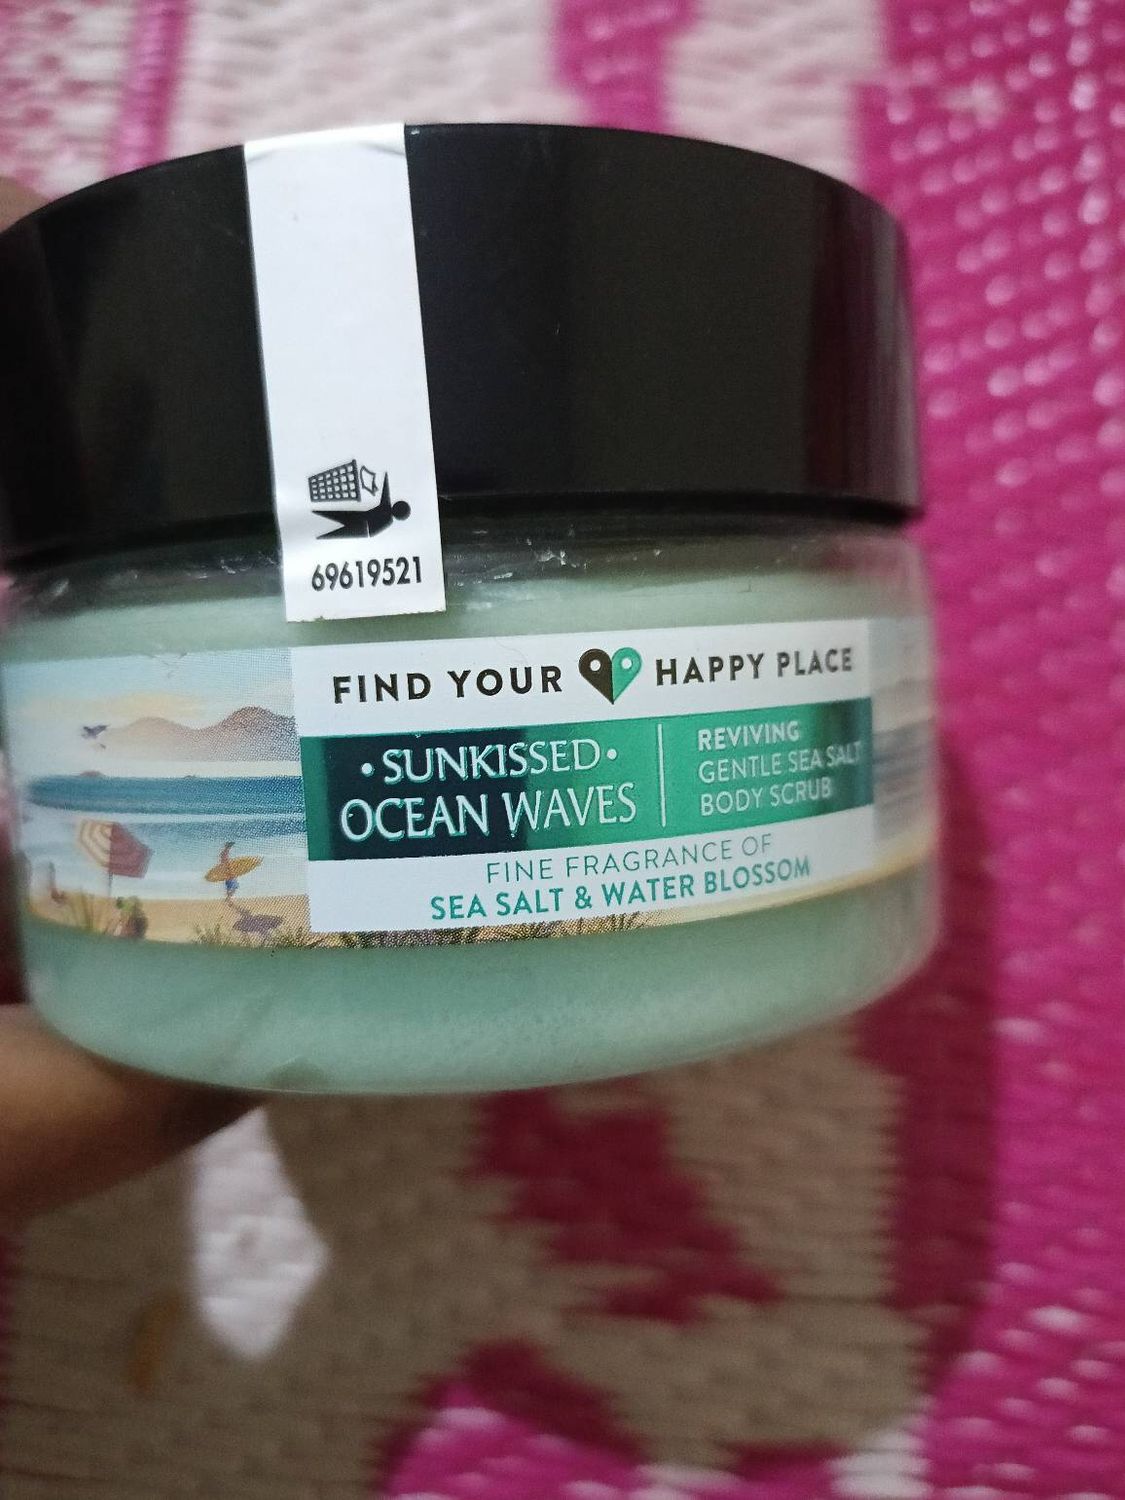 69619521
FIND YOUR HAPPY PLACE
•SUNKISSED•
OCEAN WAVES
REVIVING
GENTLE SEA SALT
BODY SCRUB
FINE FRAGRANCE OF
SEA SALT & WATER BLOSSOM